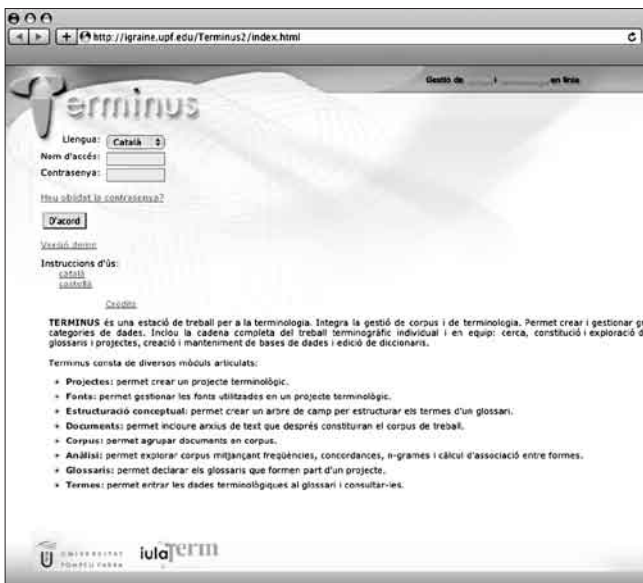 http://igraine.upf.edu/Terminus2/index.html
Gestió de i en línia
Terminus
Llengua: Català
Nom d'accés:
Contrasenya:
Heu oblidat la contrasenya?
D'acord
Versió demo
Instruccions d'ús:
català
castellà
Crèdits
TERMINUS és una estació de treball per a la terminologia. Integra la gestió de corpus i de terminologia. Permet crear i gestionar
categories de dades. Inclou la cadena completa del treball terminogràfic individual i en equip: cerca, constitució i exploració d
glossaris i projectes, creació i manteniment de bases de dades i edició de diccionaris.
Terminus consta de diversos mòduls articulats:
Projectes: permet crear un projecte terminològic.
Fonts: permet gestionar les fonts utilitzades en un projecte terminològic.
Estructuració conceptual: permet crear un arbre de camp per estructurar els termes d'un glossari.
Documents: permet incloure arxius de text que després constituiran el corpus de treball.
Corpus: permet agrupar documents en corpus.
Anàlisi: permet explorar corpus mitjançant freqüències, concordances, n-grames i càlcul d'associació entre formes.
Glossaris: permet declarar els glossaris que formen part d'un projecte.
Termes: permet entrar les dades terminològiques al glossari i consultar-les.
UNIVERSITAT
POMPEU FABRA
iulaTerm